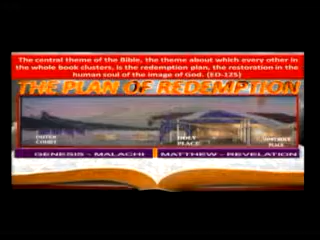 The central theme of the Bible, the theme about which every other in
the whole book clusters, is the redemption plan, the restoration in the
human soul of the image of God. (ED-125)
THE PLAN OF REDEMPTION
OUTER
COURT
HOLY
PLACE
PLACE
GENESIS - MALACHI
MATTHEW - REVELATION